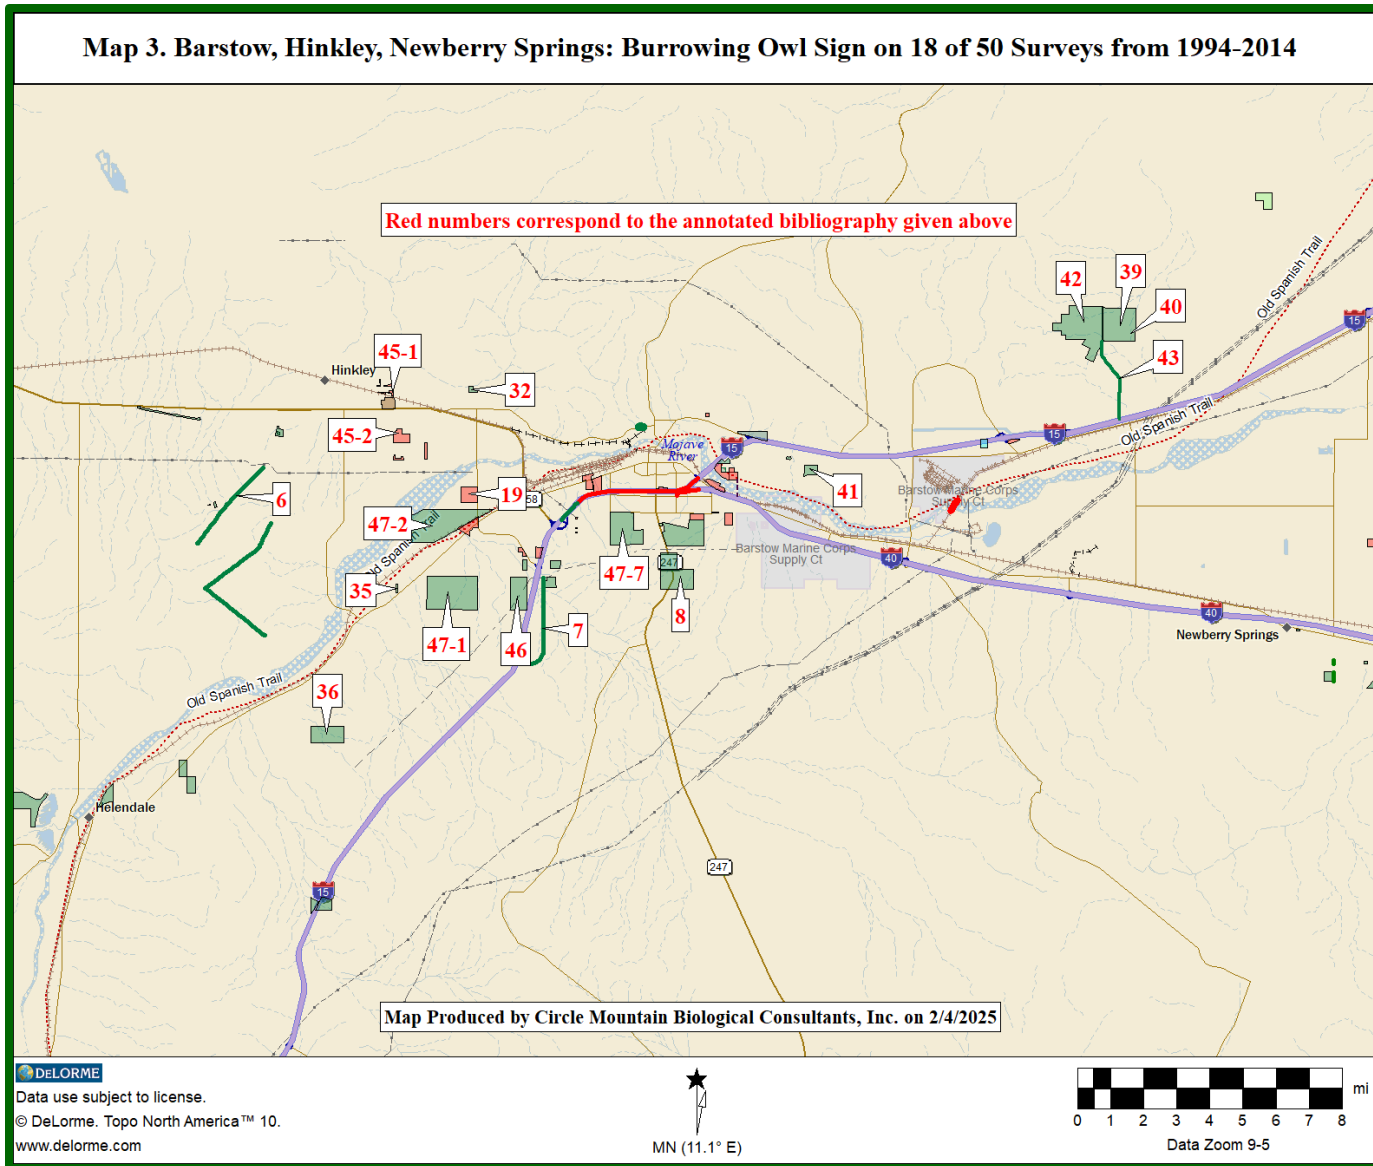 Map 3. Barstow, Hinkley, Newberry Springs: Burrowing Owl Sign on 18 of 50 Surveys from 1994-2014
Red numbers correspond to the annotated bibliography given above
Old Spanish Trail
42
39
40
15
43
45-1
Hinkley
32
Old Spanish Trail
45-2
Mojave
River
15
15
6
19
58
41
Barstow Marine Corps
Supply Ct
47-2
Old Spanish Trail
Barstow Marine Corps
Supply Ct
40
247
35
47-7
8
47-1
46
7
40
Newberry Springs
Old Spanish Trail
36
Helendale
247
15
Map Produced by Circle Mountain Biological Consultants, Inc. on 2/4/2025
DELORME
Data use subject to license.
© DeLorme. Topo North America™ 10.
www.delorme.com
MN (11.1° E)
mi
0 1 2 3 4 5 6 7 8
Data Zoom 9-5